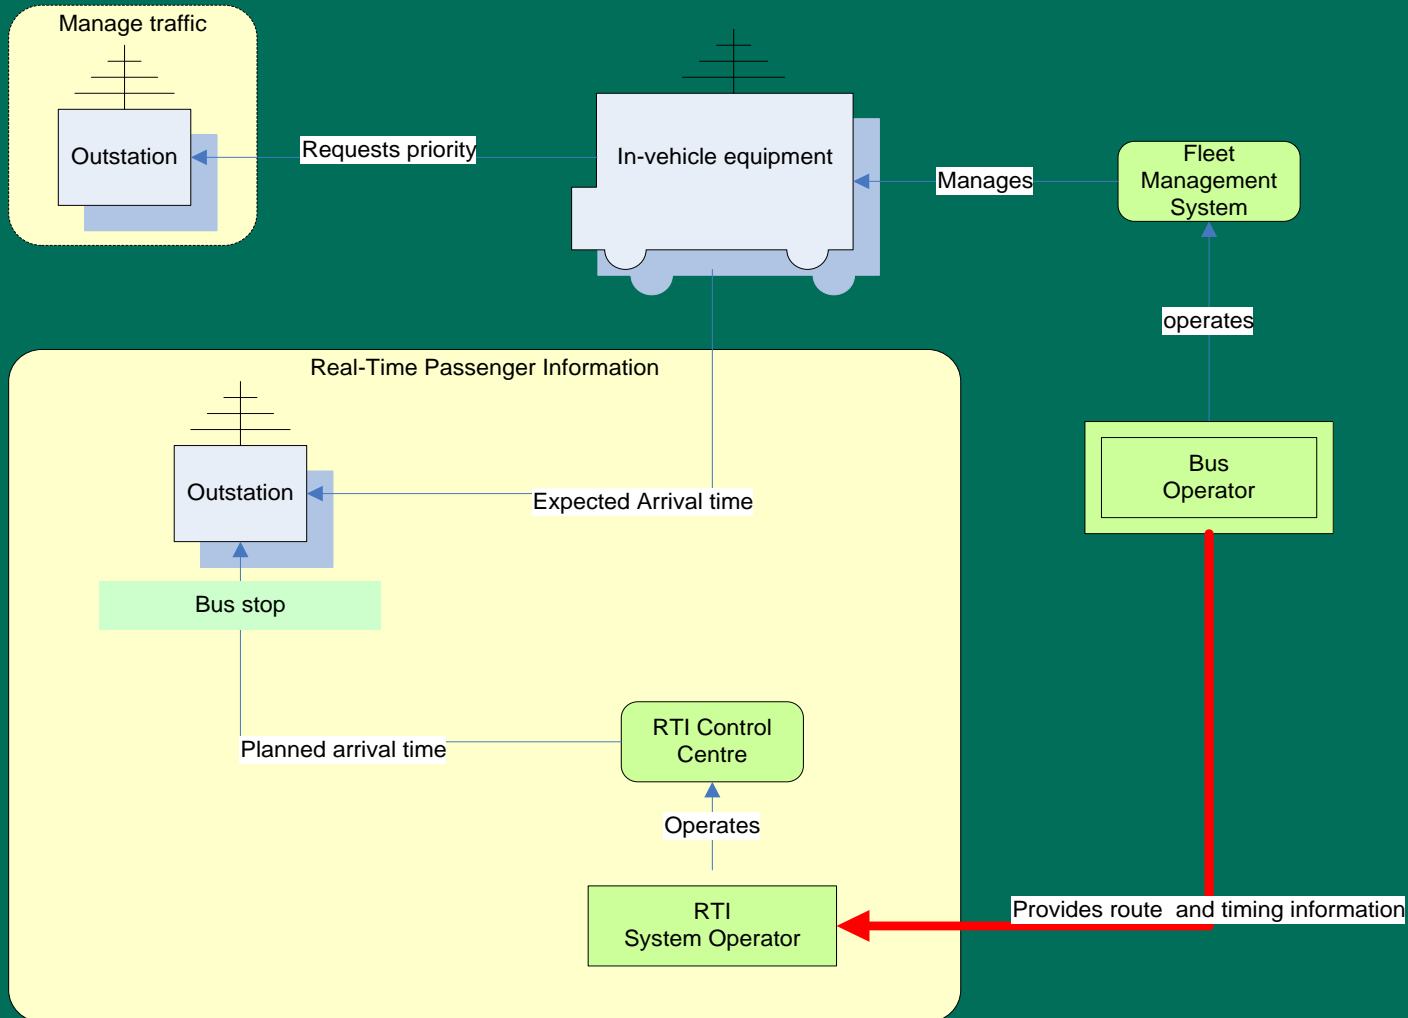 Manage traffic
Outstation
Requests priority
In-vehicle equipment
Manages
Fleet
Management
System
operates
Real-Time Passenger Information
Outstation
Expected Arrival time
Bus
Operator
Bus stop
Planned arrival time
RTI Control
Centre
Operates
RTI
System Operator
Provides route  and timing information